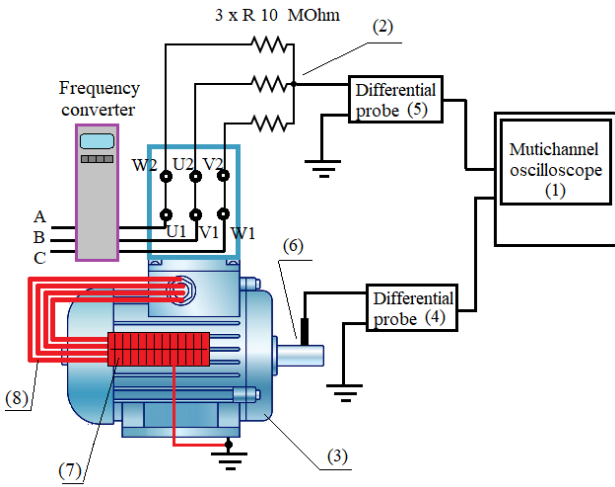 3 x R 10 MOhm
(2)
Frequency
converter
Differential
probe (5)
Mutichannel
oscilloscope
(1)
W2 U2 V2
A
B
C
U1 V1 W1
(6)
Differential
probe (4)
(8)
(7)
(3)